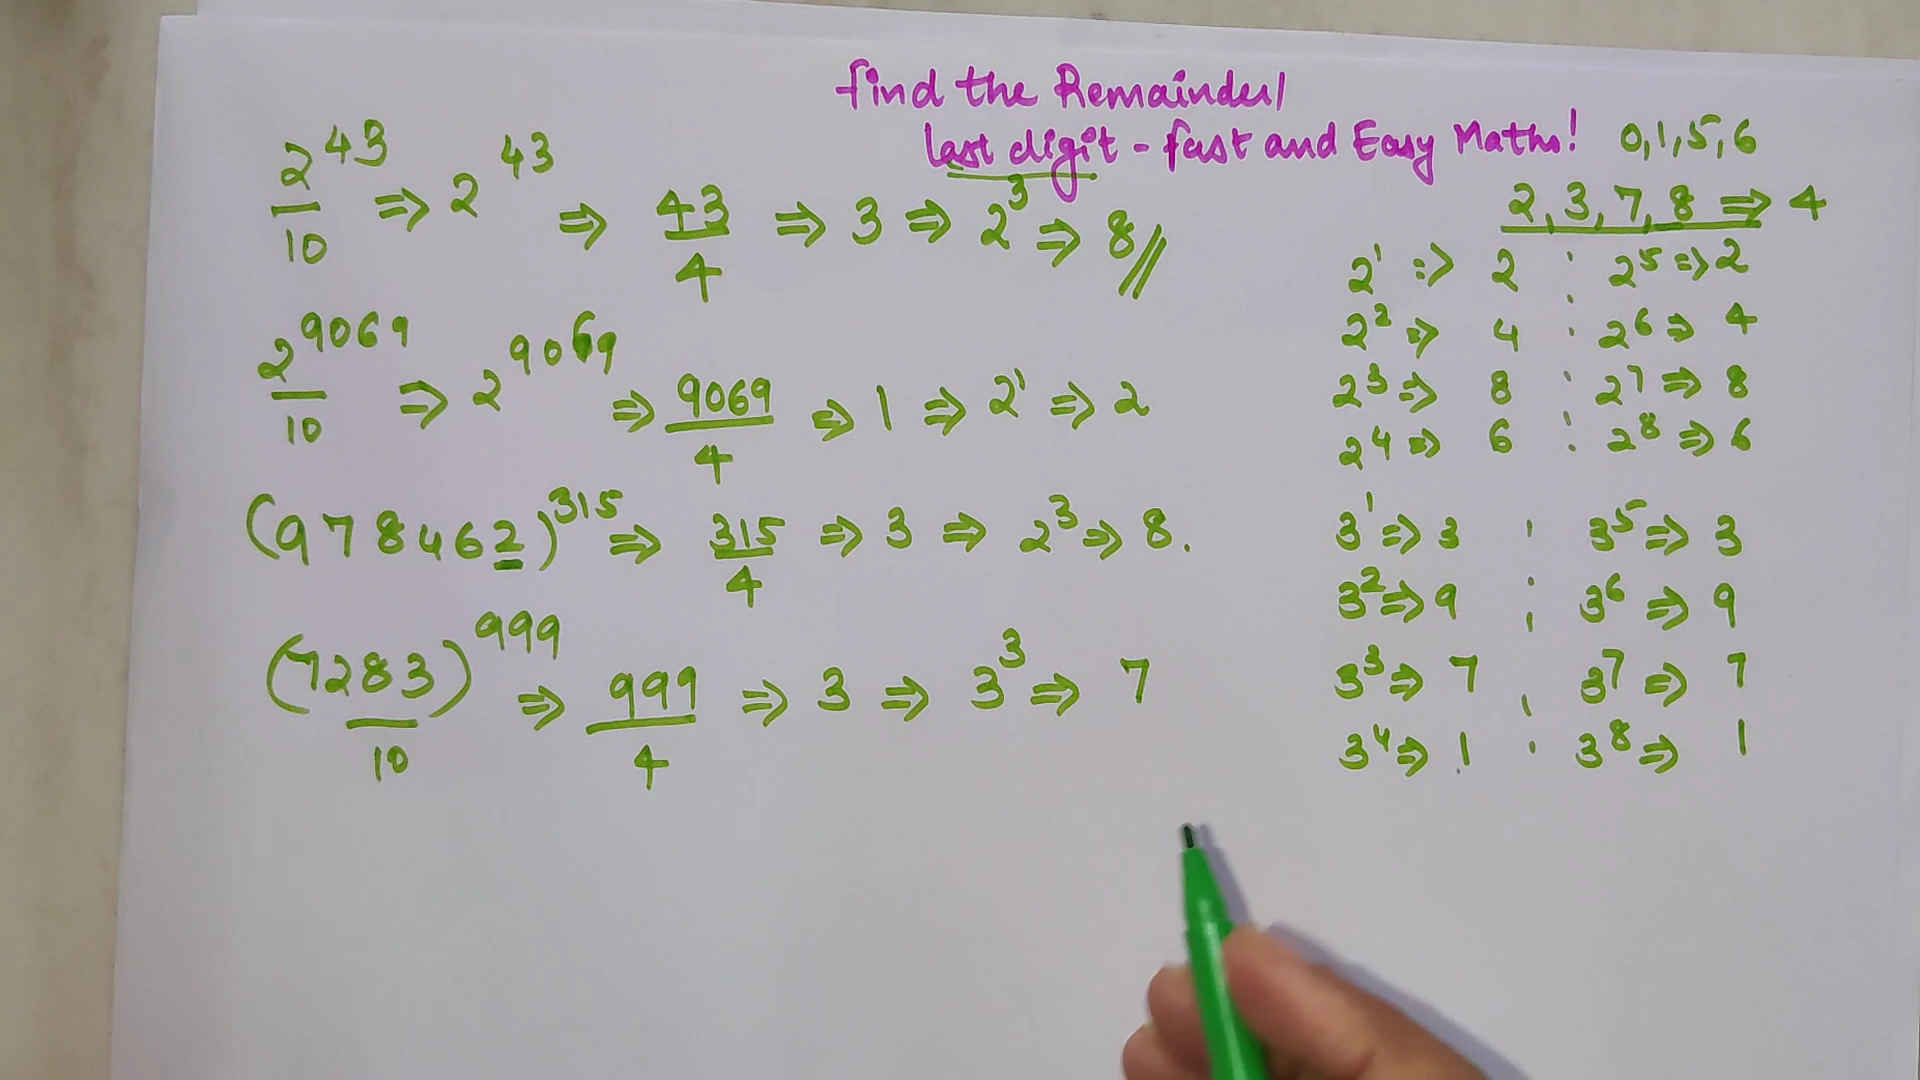 find the Remainder/
last digit - fast and Easy Maths!
0,1,5,6
2,3,7,8 ⇒ 4
2^43/10 ⇒ 2^43 ⇒ 43/4 ⇒ 3 ⇒ 2^3 ⇒ 8//
2^9069/10 ⇒ 2^9069 ⇒ 9069/4 ⇒ 1 ⇒ 2^1 ⇒ 2
(9784662)^315 ⇒ 315/4 ⇒ 3 ⇒ 2^3 ⇒ 8.
(7283)^999/10 ⇒ 999/4 ⇒ 3 ⇒ 3^3 ⇒ 7
2^1 ⇒ 2 : 2^5 ⇒ 2
2^2 ⇒ 4 : 2^6 ⇒ 4
2^3 ⇒ 8 : 2^7 ⇒ 8
2^4 ⇒ 6 : 2^8 ⇒ 6
3^1 ⇒ 3 : 3^5 ⇒ 3
3^2 ⇒ 9 : 3^6 ⇒ 9
3^3 ⇒ 7 : 3^7 ⇒ 7
3^4 ⇒ 1 : 3^8 ⇒ 1